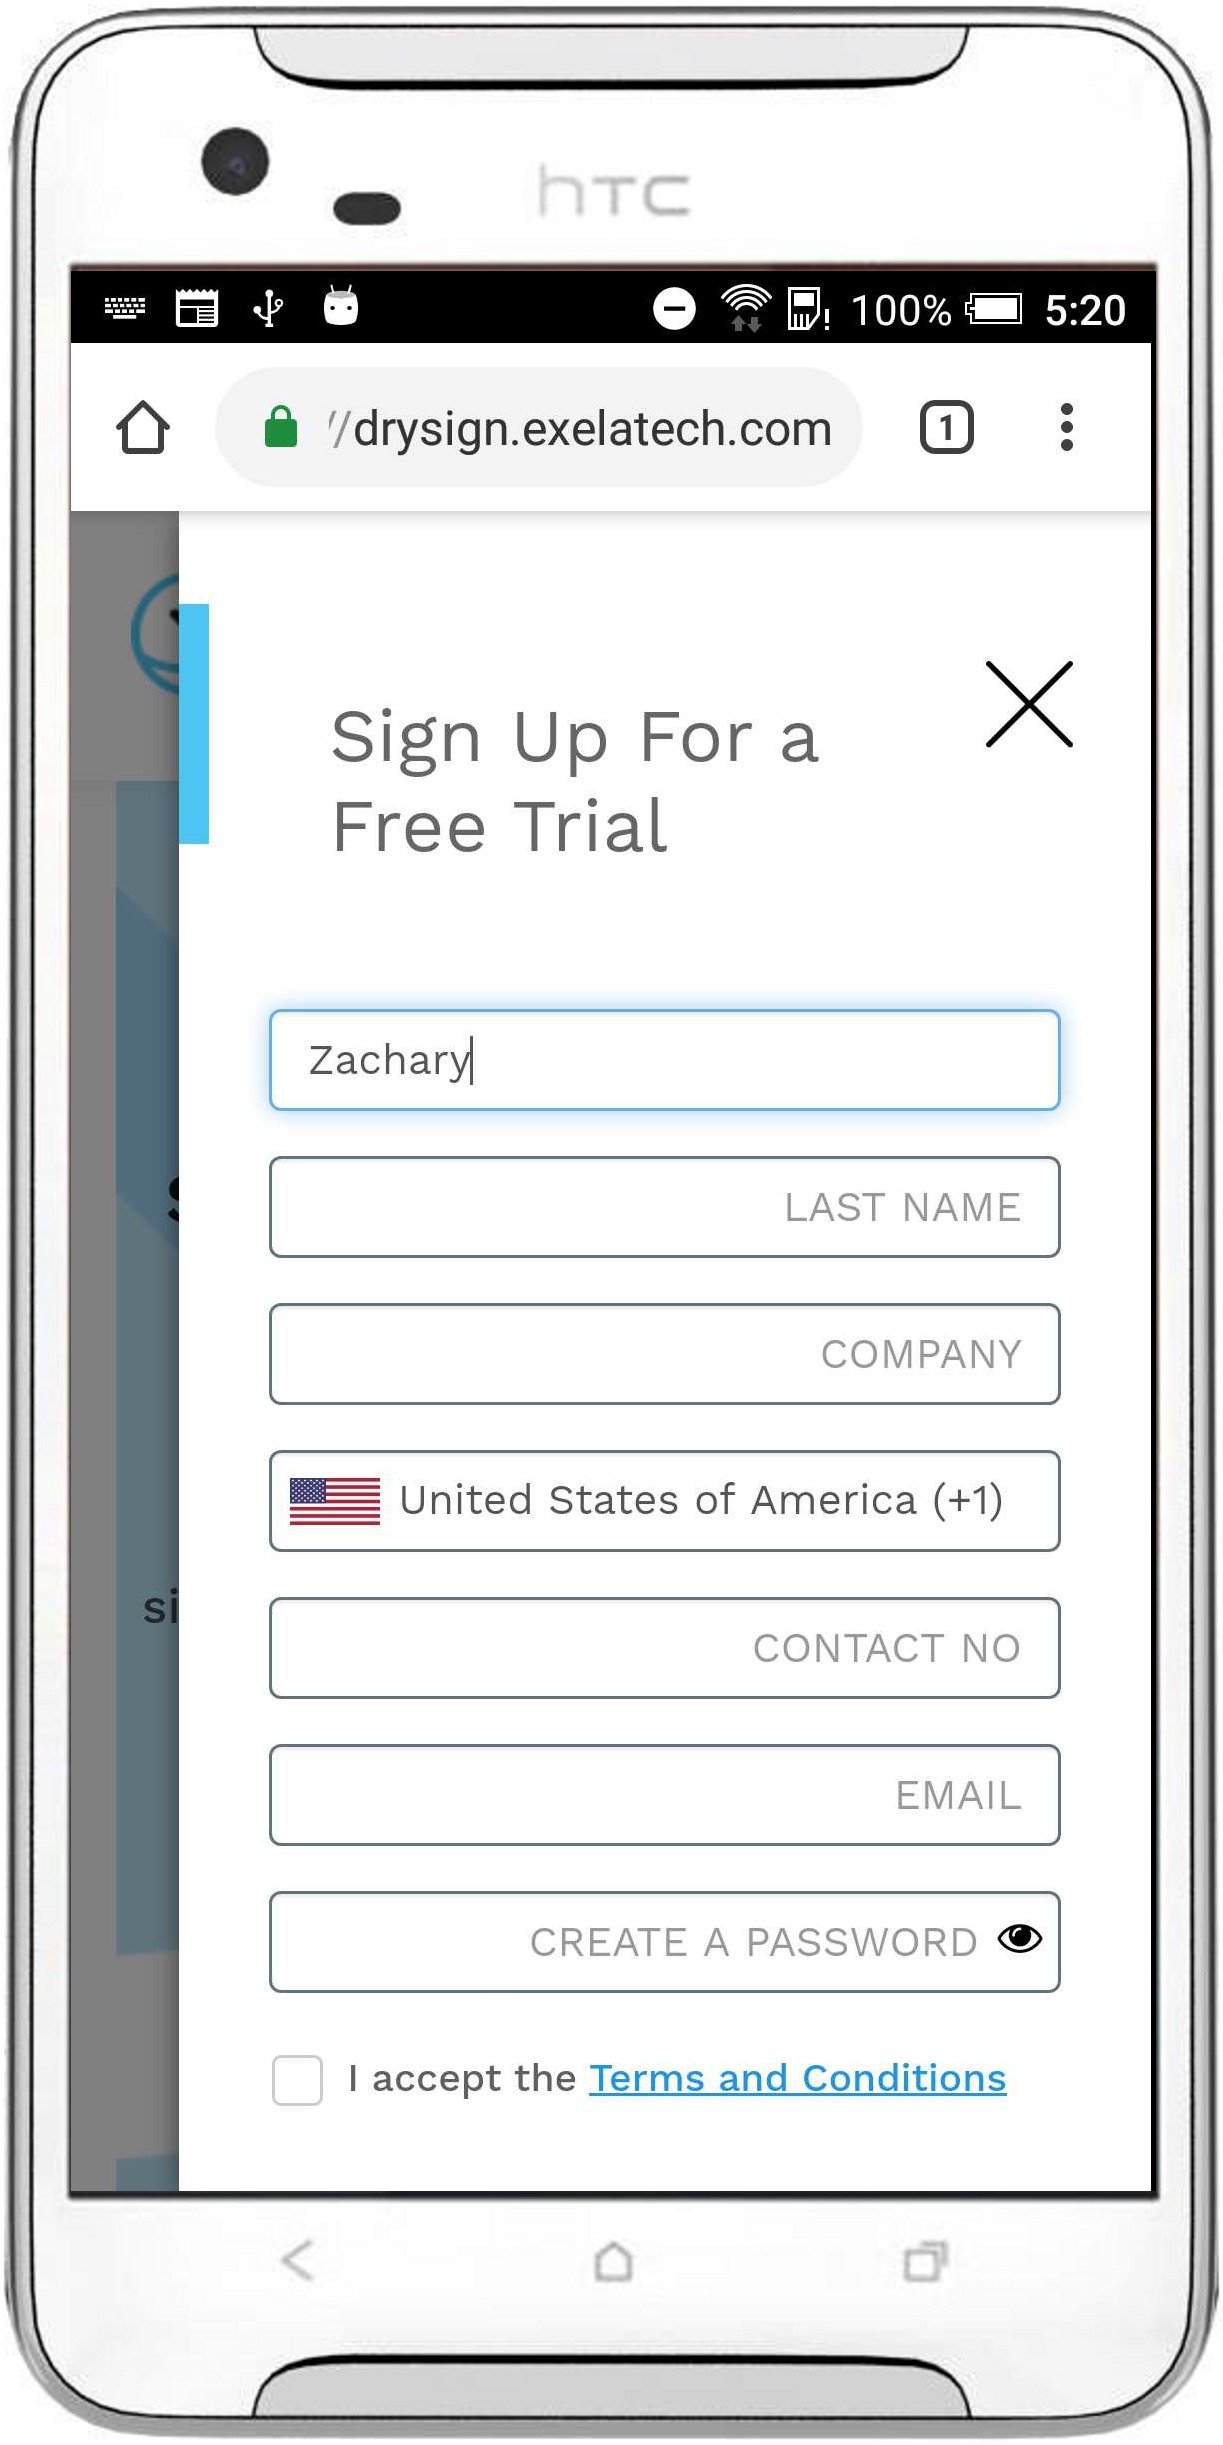 hTC
100% 5:20
//drysign.exelatech.com
1
Sign Up For a
Free Trial
Zachary
LAST NAME
COMPANY
United States of America (+1)
CONTACT NO
si
EMAIL
CREATE A PASSWORD
I accept the Terms and Conditions